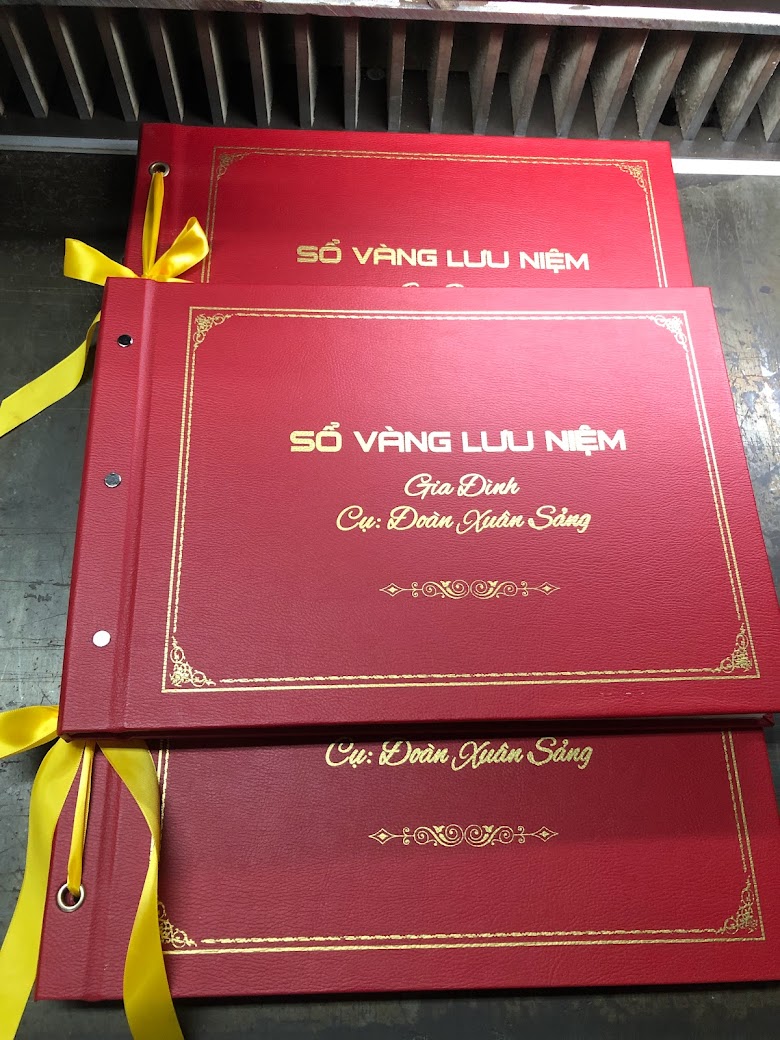 SỔ VÀNG LƯU NIỆM
SỔ VÀNG LƯU NIỆM
Gia Đình
Cụ: Đoàn Xuân Sảng
Cụ: Đoàn Xuân Sảng